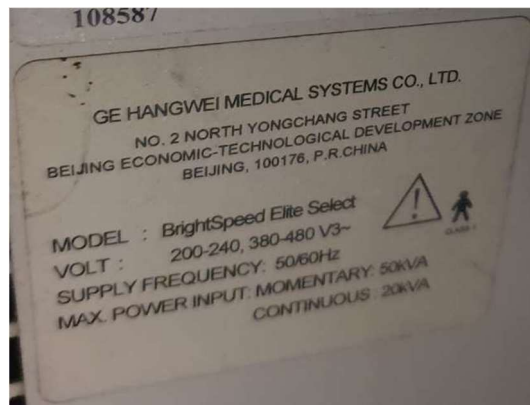 108587
GE HANGWEI MEDICAL SYSTEMS CO., LTD.
NO. 2 NORTH YONGCHANG STREET
BEIJING ECONOMIC-TECHNOLOGICAL DEVELOPMENT ZONE
BEIJING, 100176, P.R.CHINA
MODEL : BrightSpeed Elite Select
VOLT : 200-240, 380-480 V3~
SUPPLY FREQUENCY: 50/60Hz
MAX. POWER INPUT: MOMENTARY: 50kVA
CONTINUOUS : 20kVA